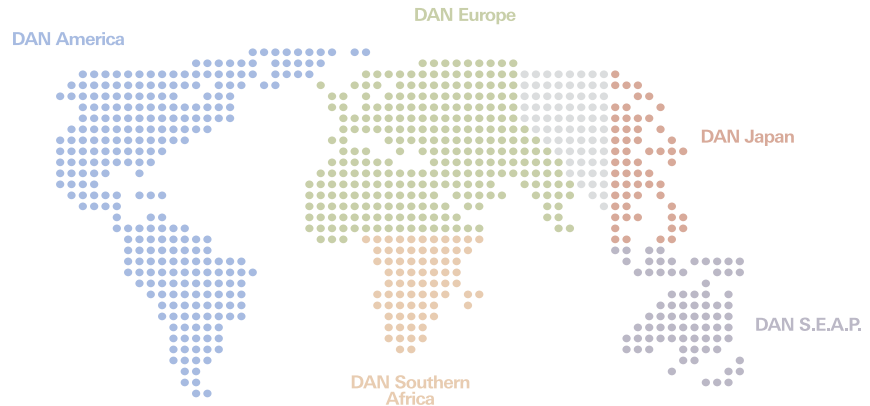 DAN Europe
DAN America
DAN Japan
DAN S.E.A.P.
DAN Southern
Africa